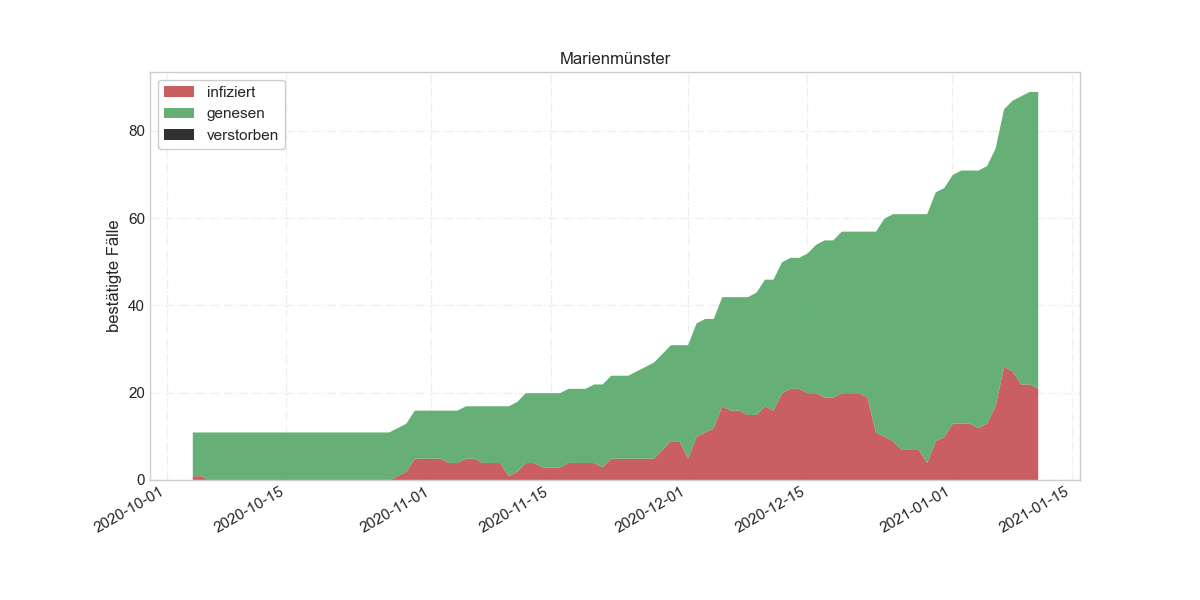 Marienmünster
infiziert
genesen
verstorben
bestätigte Fälle
80
60
40
20
0
2020-10-01
2020-10-15
2020-11-01
2020-11-15
2020-12-01
2020-12-15
2021-01-01
2021-01-15